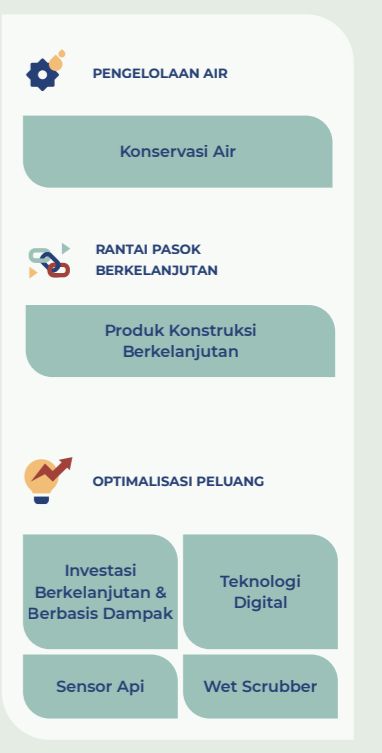 PENGELOLAAN AIR
Konservasi Air
RANTAI PASOK
BERKELANJUTAN
Produk Konstruksi
Berkelanjutan
OPTIMALISASI PELUANG
Investasi
Berkelanjutan &
Berbasis Dampak
Teknologi
Digital
Sensor Api
Wet Scrubber